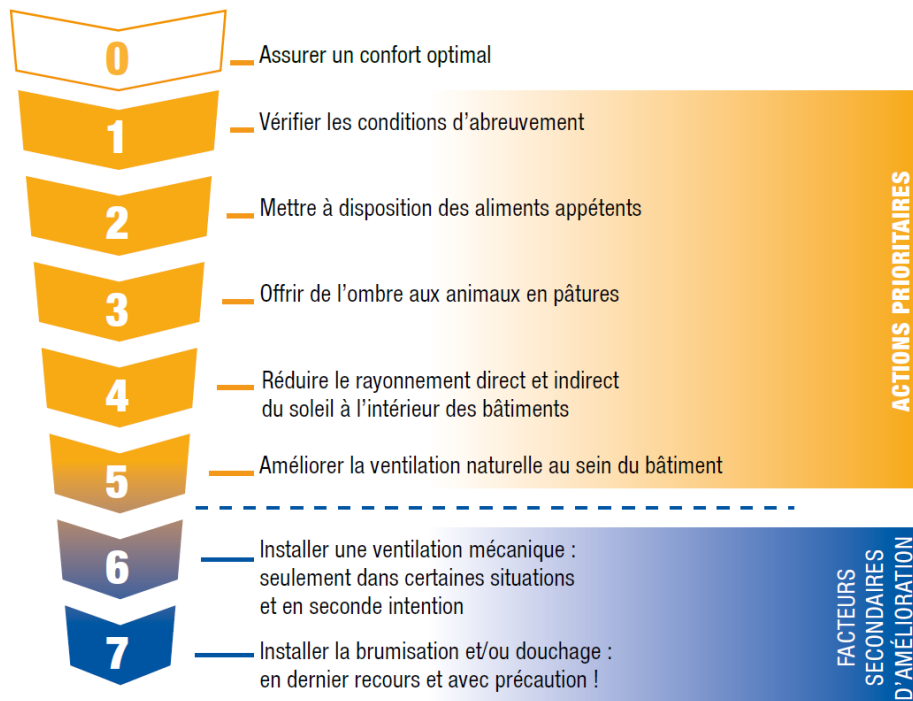 0
Assurer un confort optimal
1
Vérifier les conditions d’abreuvement
2
Mettre à disposition des aliments appétents
3
Offrir de l’ombre aux animaux en pâtures
4
Réduire le rayonnement direct et indirect
du soleil à l’intérieur des bâtiments
5
Améliorer la ventilation naturelle au sein du bâtiment
ACTIONS PRIORITAIRES
6
Installer une ventilation mécanique :
seulement dans certaines situations
et en seconde intention
7
Installer la brumisation et/ou douchage :
en dernier recours et avec précaution !
FACTEURS
SECONDAIRES
D’AMÉLIORATION